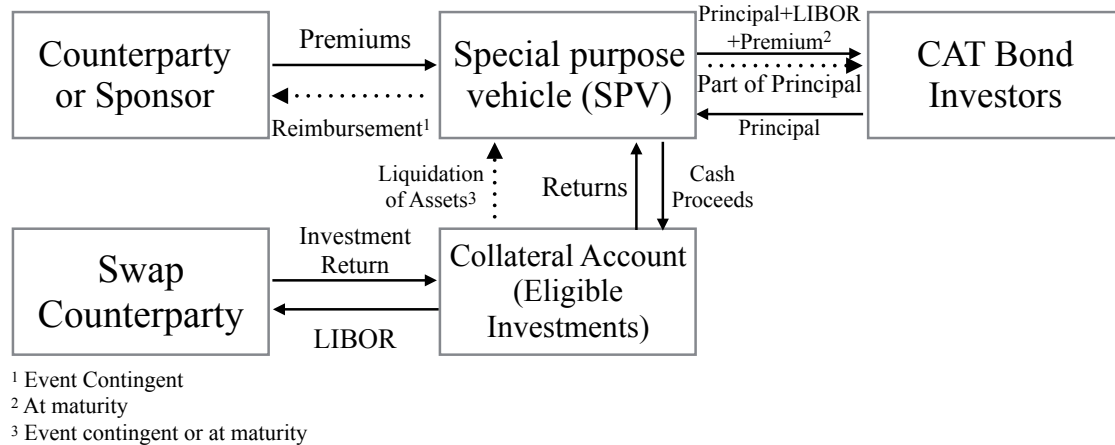 Counterparty
or Sponsor
Premiums
Reimbursement¹
Special purpose
vehicle (SPV)
Principal+LIBOR
+Premium²
Part of Principal
Principal
CAT Bond
Investors
Liquidation
of Assets³
Returns
Cash
Proceeds
Swap
Counterparty
Investment
Return
LIBOR
Collateral Account
(Eligible
Investments)
¹ Event Contingent
² At maturity
³ Event contingent or at maturity